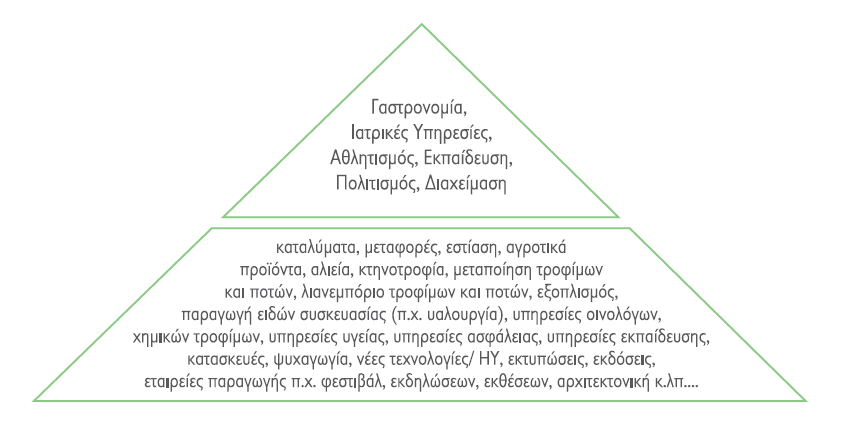 Γαστρονομία,
Ιατρικές Υπηρεσίες,
Αθλητισμός, Εκπαίδευση,
Πολιτισμός, Διαχείμαση
καταλύματα, μεταφορές, εστίαση, αγροτικά
προϊόντα, αλιεία, κτηνοτροφία, μεταποίηση τροφίμων
και ποτών, λιανεμπόριο τροφίμων και ποτών, εξοπλισμός,
παραγωγή ειδών συσκευασίας (π.χ. υαλουργία), υπηρεσίες οινολόγων,
χημικών τροφίμων, υπηρεσίες υγείας, υπηρεσίες ασφάλειας, υπηρεσίες εκπαίδευσης,
κατασκευές, ψυχαγωγία, νέες τεχνολογίες/ ΗΥ, εκτυπώσεις, εκδόσεις,
εταιρείες παραγωγής π.χ. φεστιβάλ, εκδηλώσεων, εκθέσεων, αρχιτεκτονική κ.λπ....